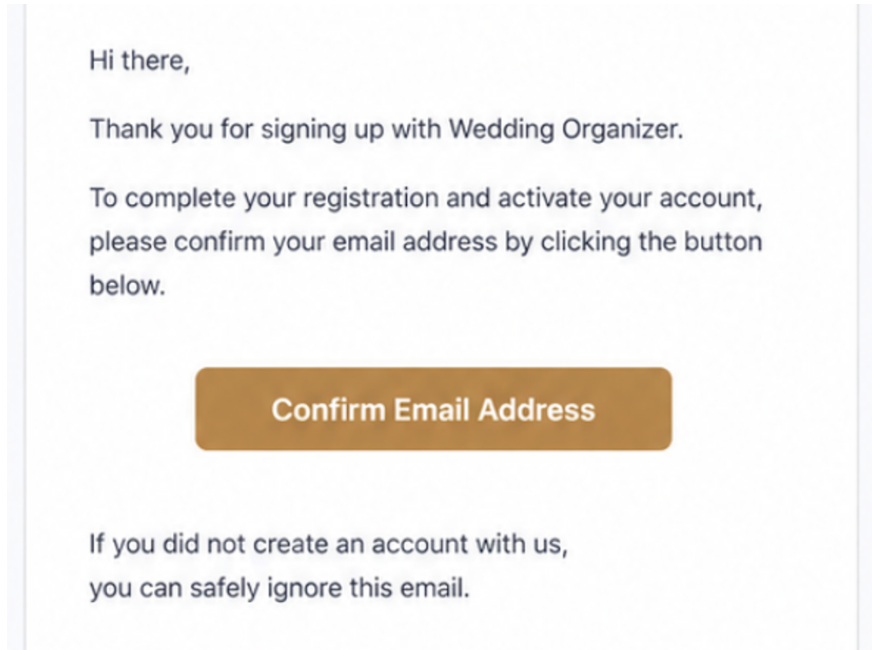 Hi there,
Thank you for signing up with Wedding Organizer.
To complete your registration and activate your account,
please confirm your email address by clicking the button
below.
Confirm Email Address
If you did not create an account with us,
you can safely ignore this email.